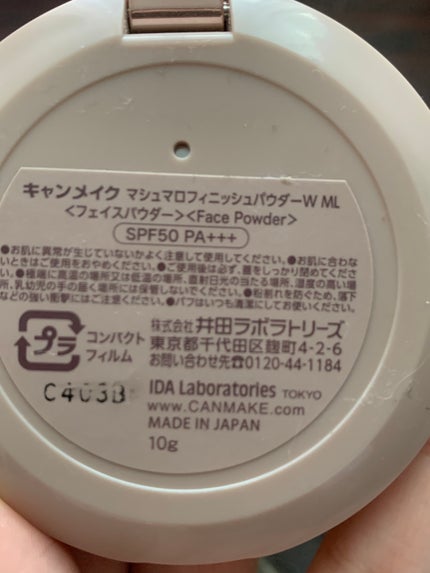 キャンメイク マシュマロフィニッシュパウダーW ML
<フェイスパウダー><Face Powder>
SPF50 PA+++
●お肌に異常が生じていないかよく注意して使用してください。●お肌に合わな
いときはご使用をおやめください。●ご使用後は必ず、蓋をしっかり閉めてくださ
い。●極端に高温の場所又は低温の場所、直射日光の当たる場所、湿度の高い場
所、乳幼児の手の届く場所には保管しないでください。●粉割れを防ぐため、落下
などの強い衝撃にはご注意ください。●パフはいつも清潔にしてお使いください。
プラ
コンパクト
フィルム
株式会社 井田ラボラトリーズ
東京都千代田区麹町4-2-6
お問い合わせ先☎0120-44-1184
C403B
IDA Laboratories TOKYO
www.CANMAKE.com
MADE IN JAPAN
10g